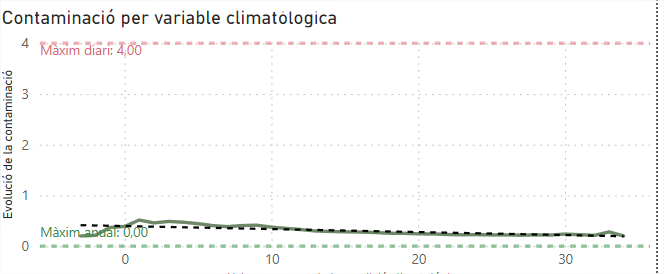 Contaminació per variable climatològica
Evolució de la contaminació
4
Màxim diari: 4,00
3
2
1
Màxim anual: 0,00
0
0
10
20
30